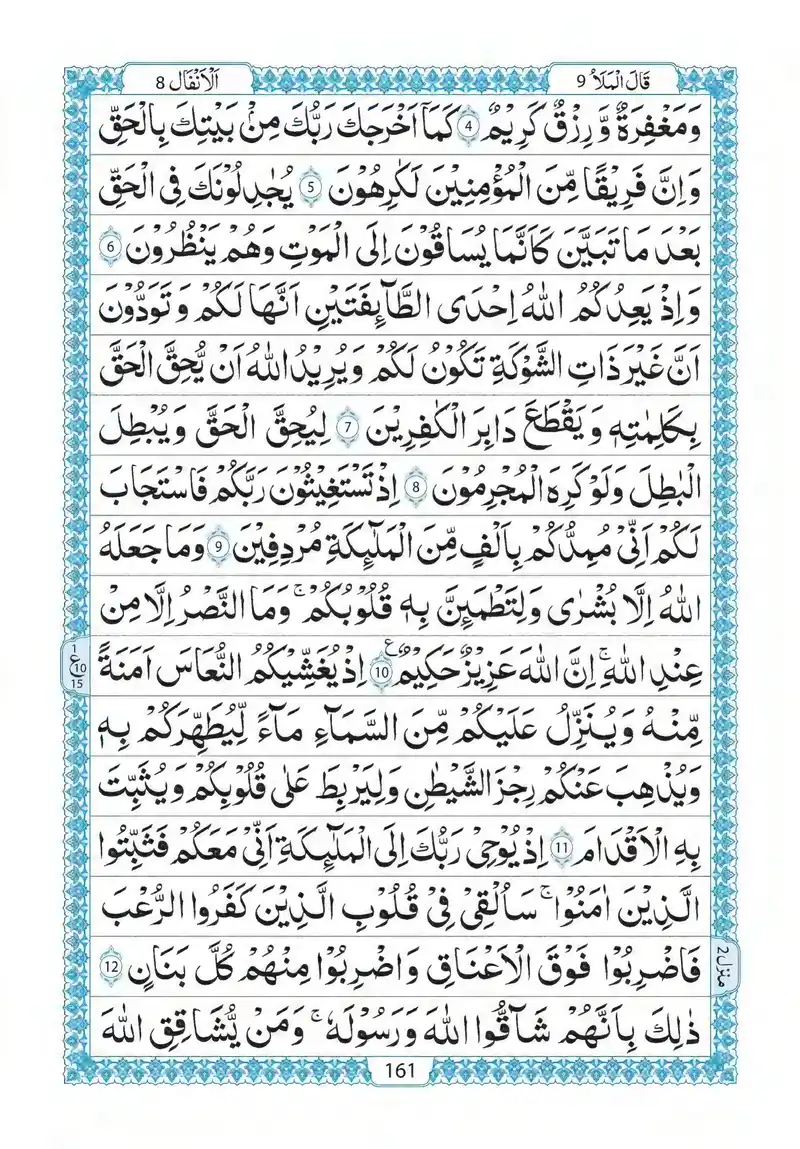 قَالَ الْمَلَاُ 9
اَلْاَنْفَال 8
وَمَغْفِرَةٌ وَّرِزْقٌ كَرِيْمٌ ۚ 4 كَمَاۤ اَخْرَجَكَ رَبُّكَ مِنْۢ بَيْتِكَ بِالْحَقِّ
وَاِنَّ فَرِيْقًا مِّنَ الْمُؤْمِنِيْنَ لَكٰرِهُوْنَ 5 يُجَادِلُوْنَكَ فِى الْحَقِّ
بَعْدَ مَا تَبَيَّنَ كَاَنَّمَا يُسَاقُوْنَ اِلَى الْمَوْتِ وَهُمْ يَنْظُرُوْنَ 6
وَاِذْ يَعِدُكُمُ اللّٰهُ اِحْدَى الطَّآئِفَتَيْنِ اَنَّهَا لَكُمْ وَتَوَدُّوْنَ
اَنَّ غَيْرَ ذَاتِ الشَّوْكَةِ تَكُوْنُ لَكُمْ وَيُرِيْدُ اللّٰهُ اَنْ يُّحِقَّ الْحَقَّ
بِكَلِمٰتِهٖ وَيَقْطَعَ دَابِرَ الْكٰفِرِيْنَ 7 لِيُحِقَّ الْحَقَّ وَيُبْطِلَ
الْبٰطِلَ وَلَوْ كَرِهَ الْمُجْرِمُوْنَ 8 اِذْ تَسْتَغِيْثُوْنَ رَبَّكُمْ فَاسْتَجَابَ
لَكُمْ اَنِّىْ مُمِدُّكُمْ بِاَلْفٍ مِّنَ الْمَلٰٓئِكَةِ مُرْدِفِيْنَ 9 وَمَا جَعَلَهُ
اللّٰهُ اِلَّا بُشْرٰى وَلِتَطْمَئِنَّ بِهٖ قُلُوْبُكُمْ ۚ وَمَا النَّصْرُ اِلَّا مِنْ
عِنْدِ اللّٰهِ ۚ اِنَّ اللّٰهَ عَزِيْزٌ حَكِيْمٌ ع 10 اِذْ يُغَشِّيْكُمُ النُّعَاسَ اَمَنَةً
1 ع 10 15
مِّنْهُ وَيُنَزِّلُ عَلَيْكُمْ مِّنَ السَّمَآءِ مَآءً لِّيُطَهِّرَكُمْ بِهٖ
وَيُذْهِبَ عَنْكُمْ رِجْزَ الشَّيْطٰنِ وَلِيَرْبِطَ عَلٰى قُلُوْبِكُمْ وَيُثَبِّتَ
بِهِ الْاَقْدَامَ 11 اِذْ يُوْحِىْ رَبُّكَ اِلَى الْمَلٰٓئِكَةِ اَنِّىْ مَعَكُمْ فَثَبِّتُوا
الَّذِيْنَ اٰمَنُوْا ۚ سَاُلْقِىْ فِىْ قُلُوْبِ الَّذِيْنَ كَفَرُوا الرُّعْبَ
فَاضْرِبُوْا فَوْقَ الْاَعْنَاقِ وَاضْرِبُوْا مِنْهُمْ كُلَّ بَنَانٍ 12
منزل 2
ذٰلِكَ بِاَنَّهُمْ شَآقُّوا اللّٰهَ وَرَسُوْلَهٗ ۚ وَمَنْ يُّشَاقِقِ اللّٰهَ
161